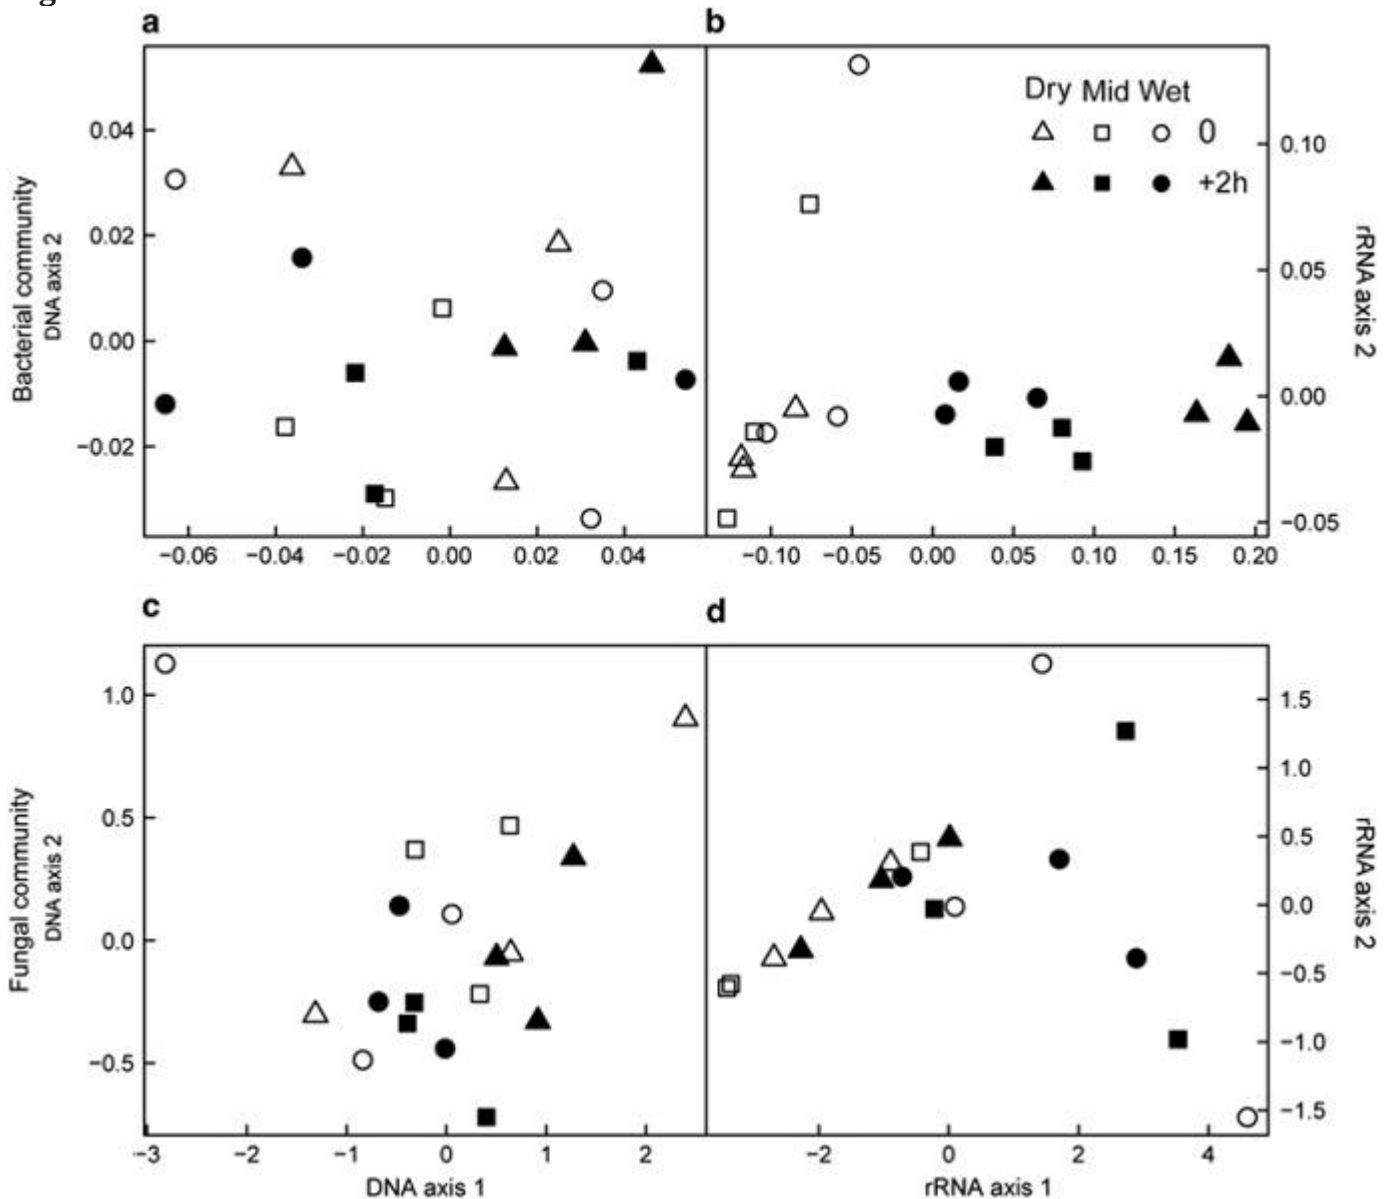 a
b
Dry Mid Wet
0
+2h
0.04
0.02
0.00
−0.02
Bacterial community
DNA axis 2
0.10
0.05
0.00
−0.05
rRNA axis 2
−0.06 −0.04 −0.02 0.00 0.02 0.04
−0.10 −0.05 0.00 0.05 0.10 0.15 0.20
c
d
1.0
0.5
0.0
−0.5
Fungal community
DNA axis 2
1.5
1.0
0.5
0.0
−0.5
−1.0
−1.5
rRNA axis 2
−3 −2 −1 0 1 2
−2 0 2 4
DNA axis 1
rRNA axis 1